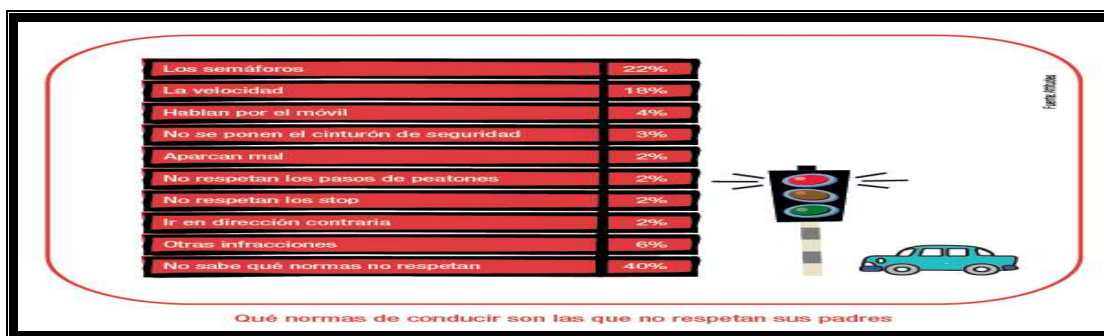 Los semáforos 22%
La velocidad 18%
Hablan por el móvil 4%
No se ponen el cinturón de seguridad 3%
Aparcan mal 2%
No respetan los pasos de peatones 2%
No respetan los stop 2%
Ir en dirección contraria 2%
Otras infracciones 6%
No sabe qué normas no respetan 40%
Fuente: Attitudes
Qué normas de conducir son las que no respetan sus padres